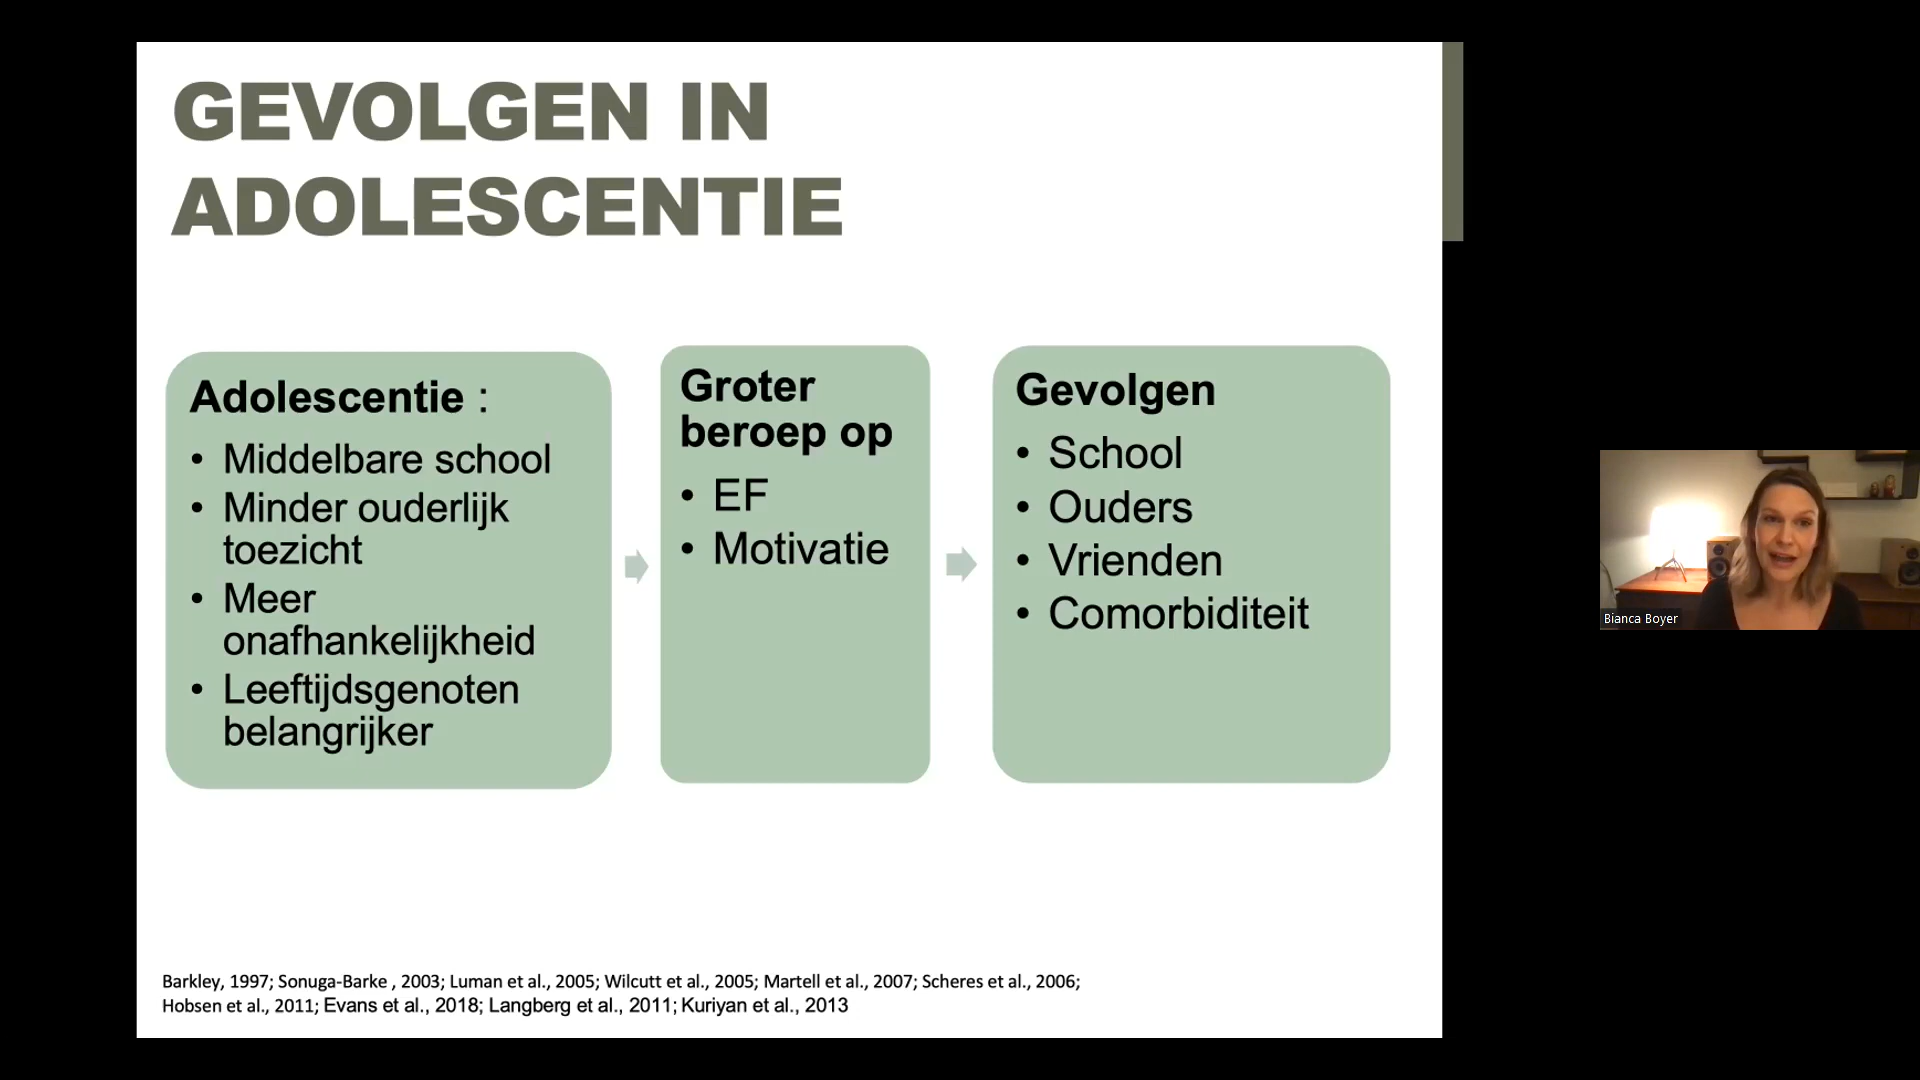 GEVOLGEN IN
ADOLESCENTIE
Adolescentie :
• Middelbare school
• Minder ouderlijk
toezicht
• Meer
onafhankelijkheid
• Leeftijdsgenoten
belangrijker
Groter
beroep op
• EF
• Motivatie
Gevolgen
• School
• Ouders
• Vrienden
• Comorbiditeit
Barkley, 1997; Sonuga-Barke , 2003; Luman et al., 2005; Wilcutt et al., 2005; Martell et al., 2007; Scheres et al., 2006;
Hobsen et al., 2011; Evans et al., 2018; Langberg et al., 2011; Kuriyan et al., 2013
Bianca Boyer